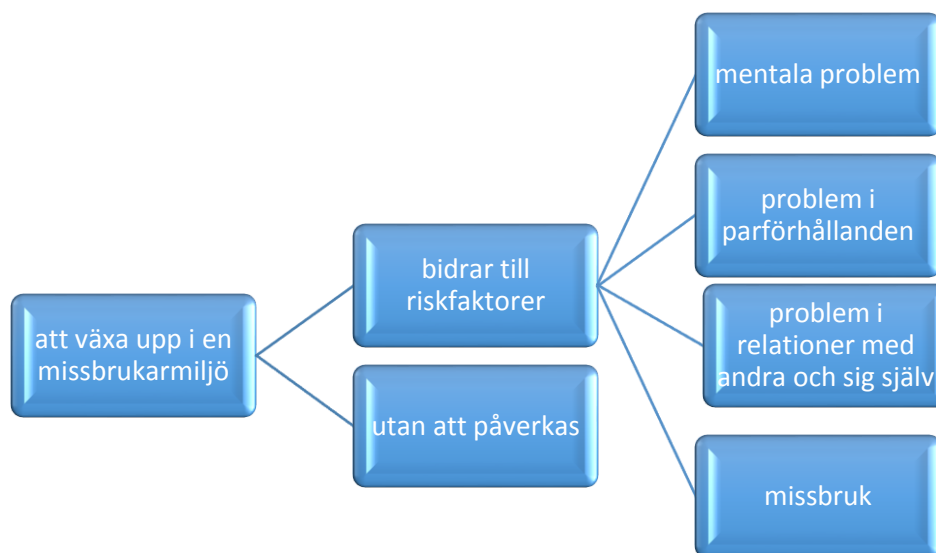 att växa upp i en
missbrukarmiljö
bidrar till
riskfaktorer
utan att påverkas
mentala problem
problem i
parförhållanden
problem i
relationer med
andra och sig själv
missbruk